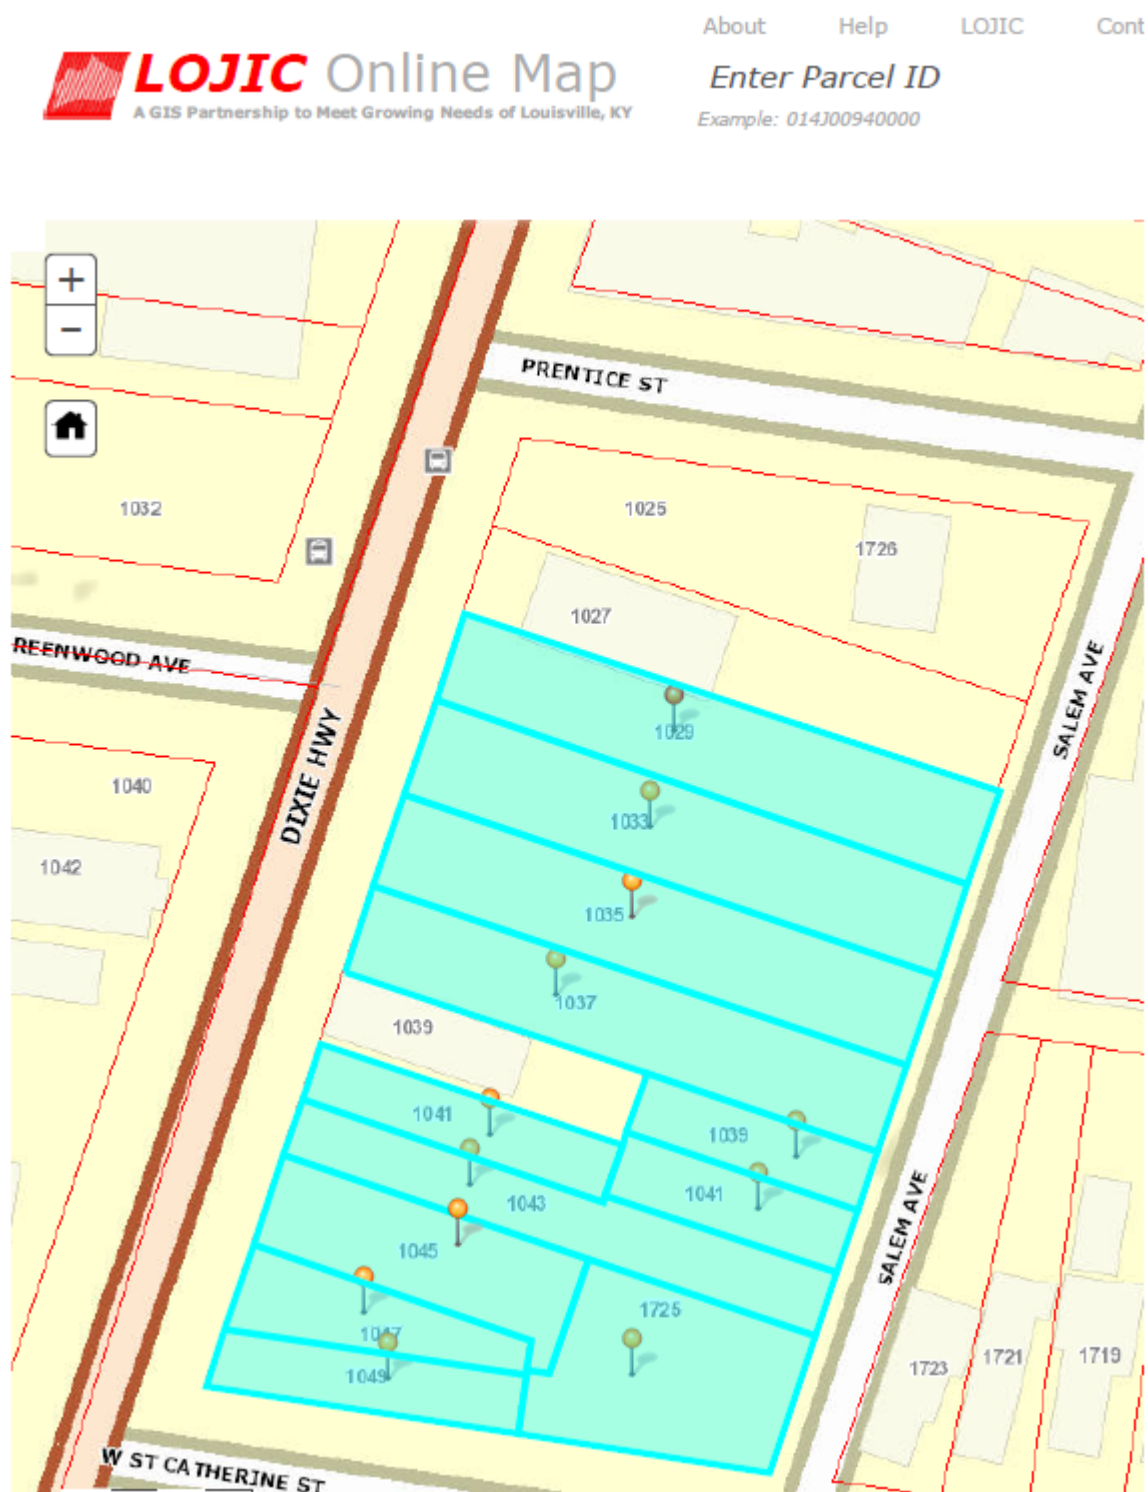 About Help LOJIC Cont
LOJIC Online Map
A GIS Partnership to Meet Growing Needs of Louisville, KY
Enter Parcel ID
Example: 014J00940000
+
−
PRENTICE ST
1032
1025
1726
1027
REENWOOD AVE
SALEM AVE
1029
DIXIE HWY
1040
1033
1042
1035
1037
1039
1041
1039
1041
1043
SALEM AVE
1045
1725
1047
1049
1723
1721
1719
W ST CATHERINE ST